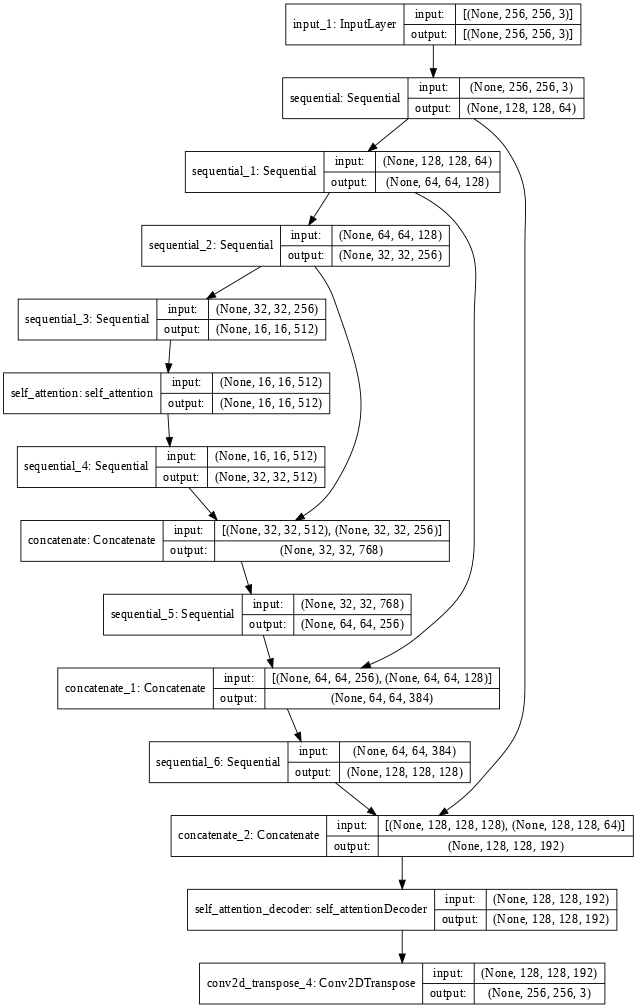 input_1: InputLayer
input:
[(None, 256, 256, 3)]
output:
[(None, 256, 256, 3)]
sequential: Sequential
input:
(None, 256, 256, 3)
output:
(None, 128, 128, 64)
sequential_1: Sequential
input:
(None, 128, 128, 64)
output:
(None, 64, 64, 128)
sequential_2: Sequential
input:
(None, 64, 64, 128)
output:
(None, 32, 32, 256)
sequential_3: Sequential
input:
(None, 32, 32, 256)
output:
(None, 16, 16, 512)
self_attention: self_attention
input:
(None, 16, 16, 512)
output:
(None, 16, 16, 512)
sequential_4: Sequential
input:
(None, 16, 16, 512)
output:
(None, 32, 32, 512)
concatenate: Concatenate
input:
[(None, 32, 32, 512), (None, 32, 32, 256)]
output:
(None, 32, 32, 768)
sequential_5: Sequential
input:
(None, 32, 32, 768)
output:
(None, 64, 64, 256)
concatenate_1: Concatenate
input:
[(None, 64, 64, 256), (None, 64, 64, 128)]
output:
(None, 64, 64, 384)
sequential_6: Sequential
input:
(None, 64, 64, 384)
output:
(None, 128, 128, 128)
concatenate_2: Concatenate
input:
[(None, 128, 128, 128), (None, 128, 128, 64)]
output:
(None, 128, 128, 192)
self_attention_decoder: self_attentionDecoder
input:
(None, 128, 128, 192)
output:
(None, 128, 128, 192)
conv2d_transpose_4: Conv2DTranspose
input:
(None, 128, 128, 192)
output:
(None, 256, 256, 3)